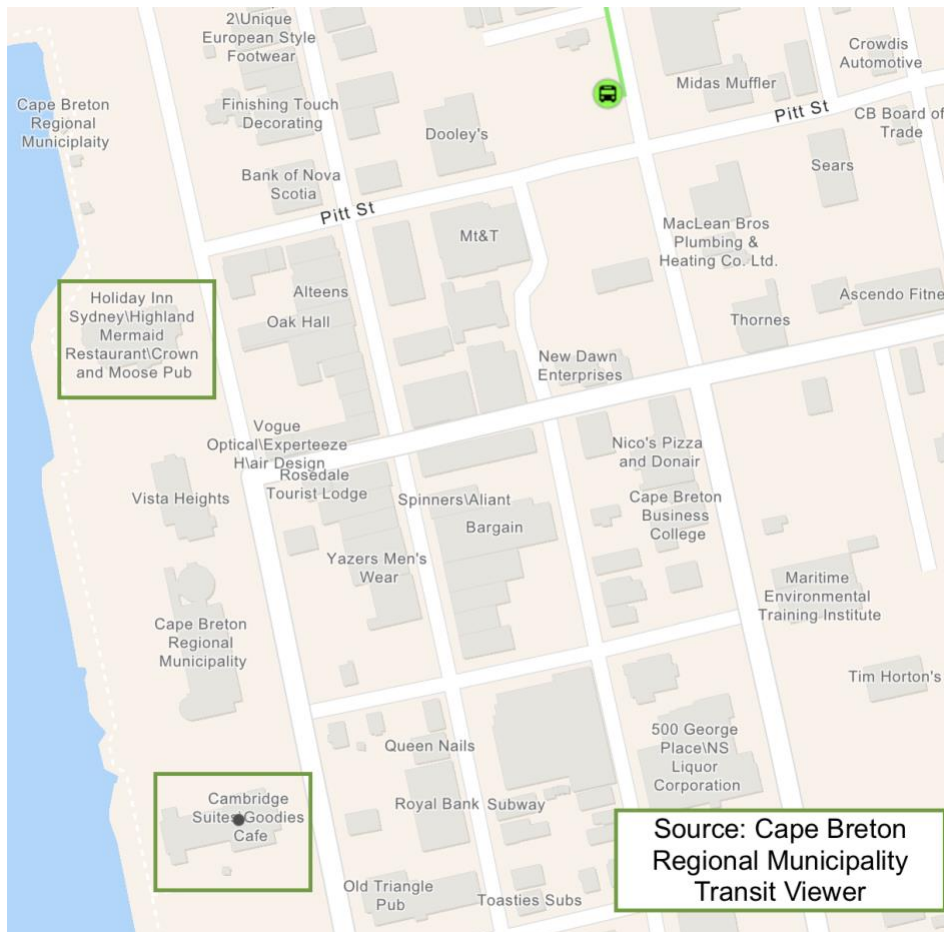 2\Unique
European Style
Footwear
Crowdis
Automotive
Midas Muffler
Cape Breton
Regional
Municiplaity
Finishing Touch
Decorating
Dooley's
Pitt St
CB Board of
Trade
Sears
Bank of Nova
Scotia
Pitt St
Mt&T
MacLean Bros
Plumbing &
Heating Co. Ltd.
Holiday Inn
Sydney\Highland
Mermaid
Restaurant\Crown
and Moose Pub
Alteens
Oak Hall
Ascendo Fitne
Thornes
New Dawn
Enterprises
Vogue
Optical\Experteeze
H\air Design
Rosedale
Tourist Lodge
Nico's Pizza
and Donair
Vista Heights
Spinners\Aliant
Bargain
Cape Breton
Business
College
Yazers Men's
Wear
Maritime
Environmental
Training Institute
Cape Breton
Regional
Municipality
Tim Horton's
Queen Nails
500 George
Place\NS
Liquor
Corporation
Cambridge
Suites\Goodies
Cafe
Royal Bank
Subway
Source: Cape Breton
Regional Municipality
Transit Viewer
Old Triangle
Pub
Toasties Subs